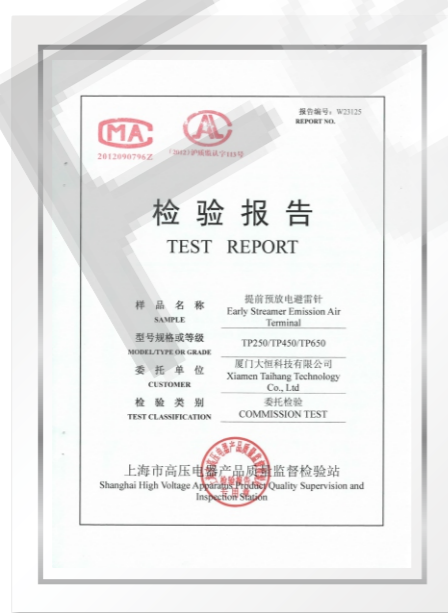 报告编号：W23125
REPORT NO.
MA
2012090796Z
AL
检 验 报 告
TEST REPORT
样 品 名 称
SAMPLE
提前预放电避雷针
Early Streamer Emission Air
Terminal
型号规格或等级
MODEL/TYPE OR GRADE
TP250/TP450/TP650
委 托 单 位
CUSTOMER
厦门大恒科技有限公司
Xiamen Taihang Technology
Co., Ltd
检 验 类 别
TEST CLASSIFICATION
委托检验
COMMISSION TEST
上海市高压电器产品质量监督检验站
Shanghai High Voltage Apparatus Product Quality Supervision and
Inspection Station